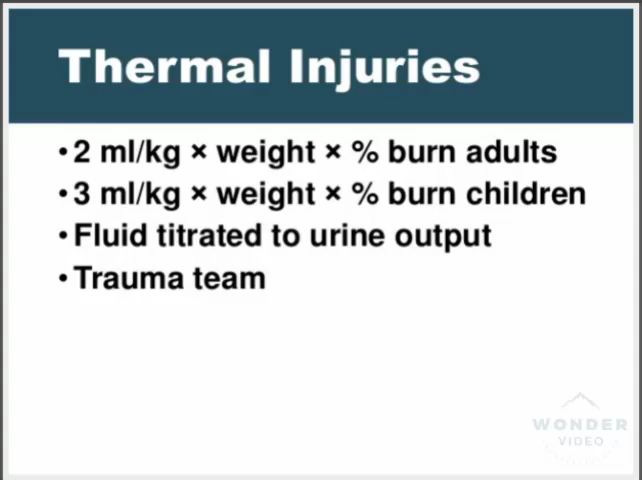 Thermal Injuries
•2 ml/kg × weight × % burn adults
•3 ml/kg × weight × % burn children
•Fluid titrated to urine output
•Trauma team
WONDER
VIDEO